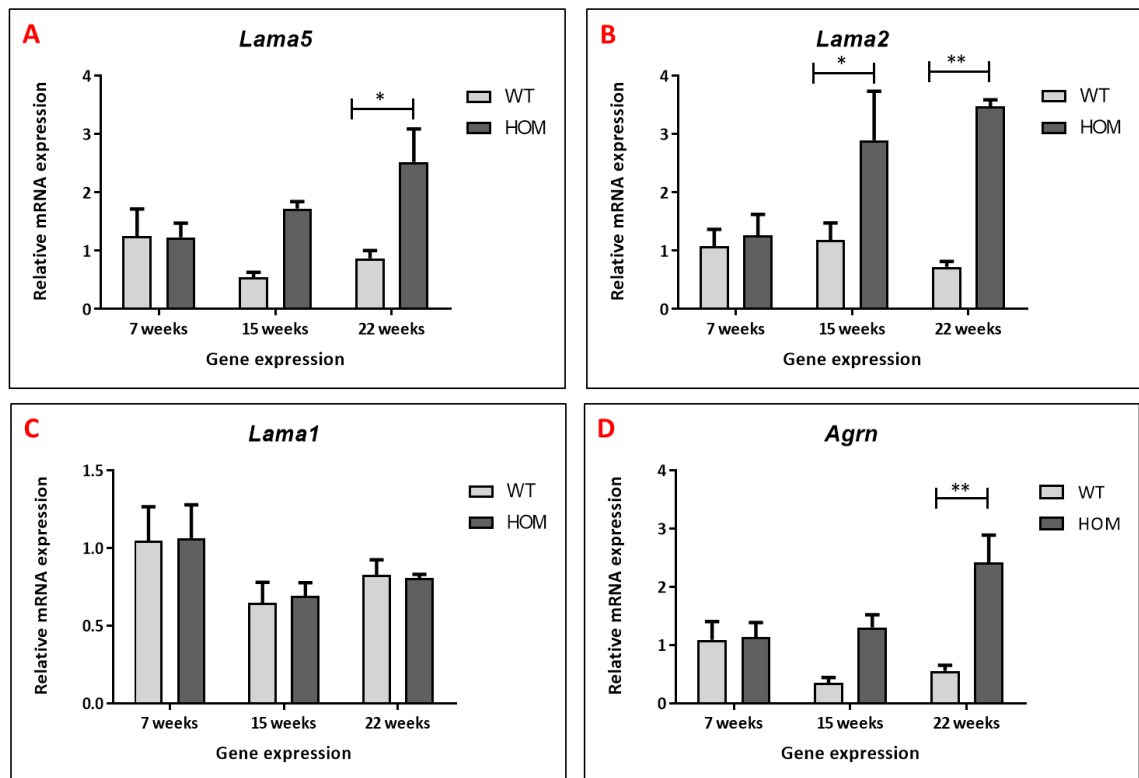 A
Lama5
Relative mRNA expression
4
3
2
1
0
*
WT
HOM
7 weeks 15 weeks 22 weeks
Gene expression
B
Lama2
Relative mRNA expression
4
3
2
1
0
* **
WT
HOM
7 weeks 15 weeks 22 weeks
Gene expression
C
Lama1
Relative mRNA expression
1.5
1.0
0.5
0.0
WT
HOM
7 weeks 15 weeks 22 weeks
Gene expression
D
Agrn
Relative mRNA expression
4
3
2
1
0
**
WT
HOM
7 weeks 15 weeks 22 weeks
Gene expression